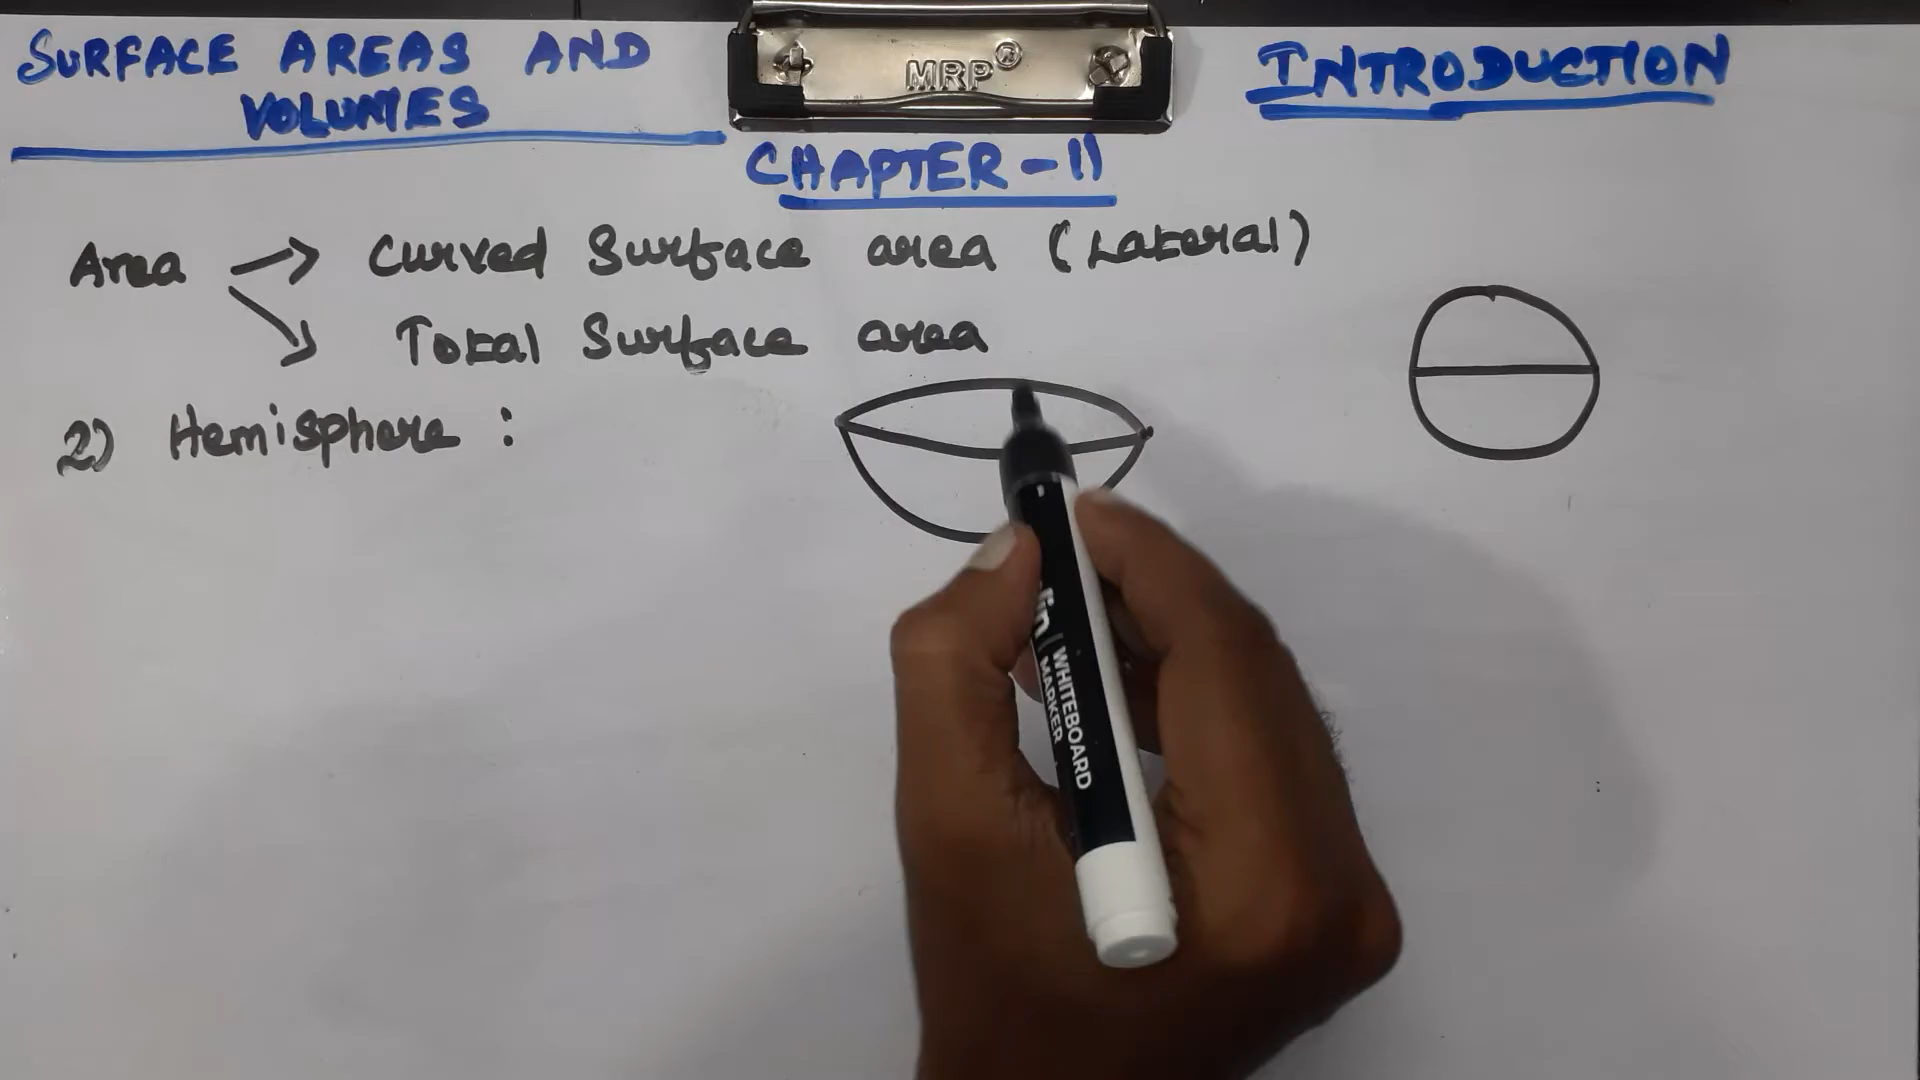 SURFACE AREAS AND
VOLUMES
MRP®
INTRODUCTION
CHAPTER-11
Area → Curved Surface area (Lateral)
Total Surface area
2) Hemisphere :
WHITEBOARD
MARKER